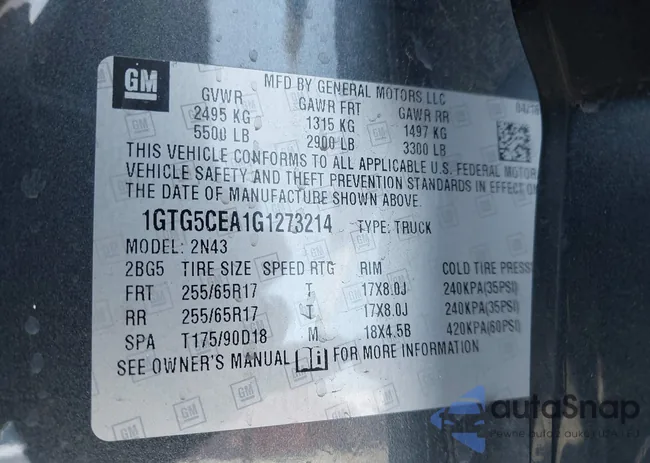 GM
MFD BY GENERAL MOTORS LLC
GVWR GAWR FRT GAWR RR
2495 KG 1315 KG 1497 KG
5500 LB 2900 LB 3300 LB
THIS VEHICLE CONFORMS TO ALL APPLICABLE U.S. FEDERAL MOTOR
VEHICLE SAFETY AND THEFT PREVENTION STANDARDS IN EFFECT ON
THE DATE OF MANUFACTURE SHOWN ABOVE.
1GTG5CEA1G1273214 TYPE: TRUCK
MODEL: 2N43
2BG5 TIRE SIZE SPEED RTG RIM COLD TIRE PRESS
FRT 255/65R17 T 17X8.0J 240KPA(35PSI)
RR 255/65R17 T 17X8.0J 240KPA(35PSI)
SPA T175/90D18 M 18X4.5B 420KPA(60PSI)
SEE OWNER'S MANUAL i FOR MORE INFORMATION
autoSnap